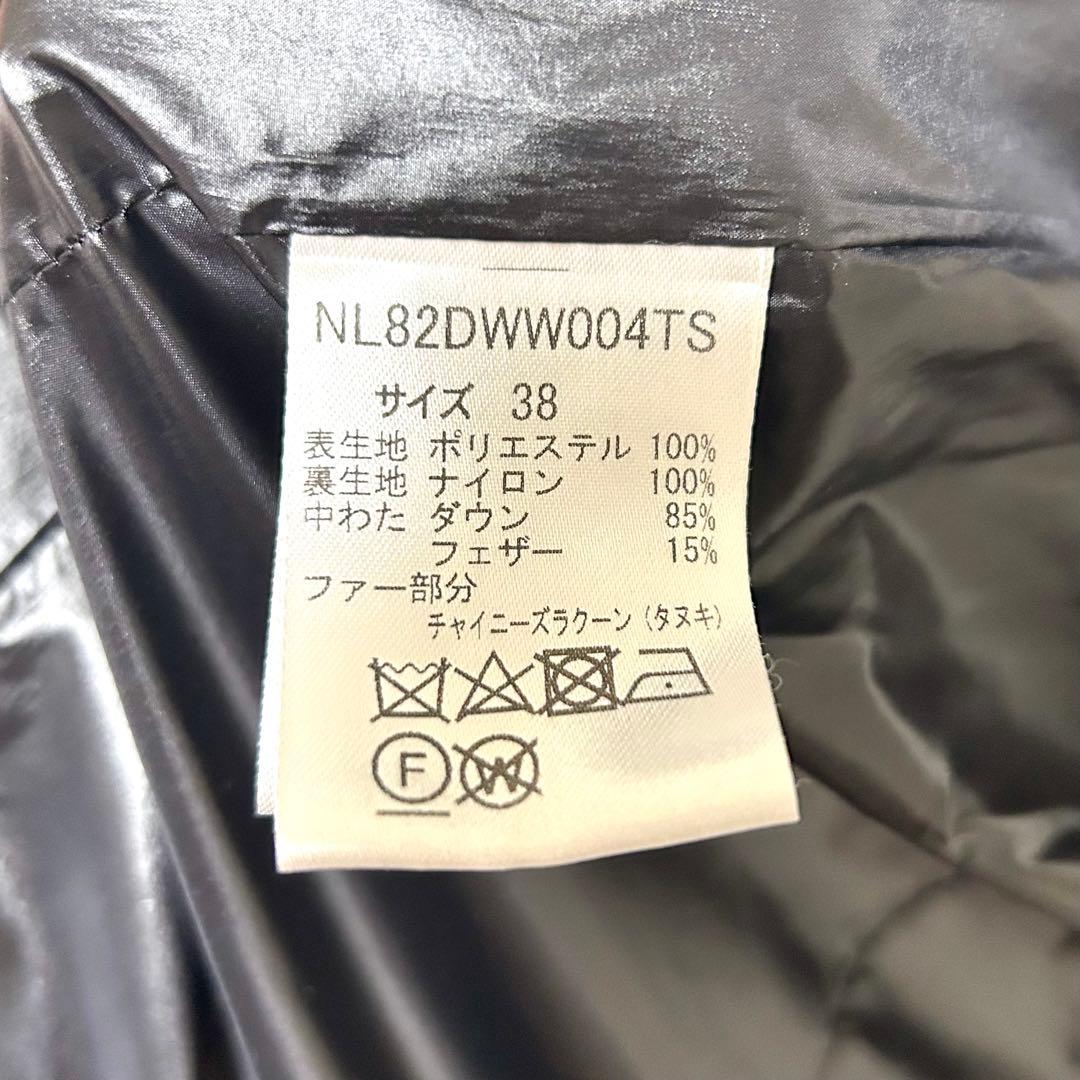 NL82DWW004TS
サイズ 38
表生地 ポリエステル 100%
裏生地 ナイロン 100%
中わた ダウン 85%
フェザー 15%
ファー部分
チャイニーズラクーン(タヌキ)
F W